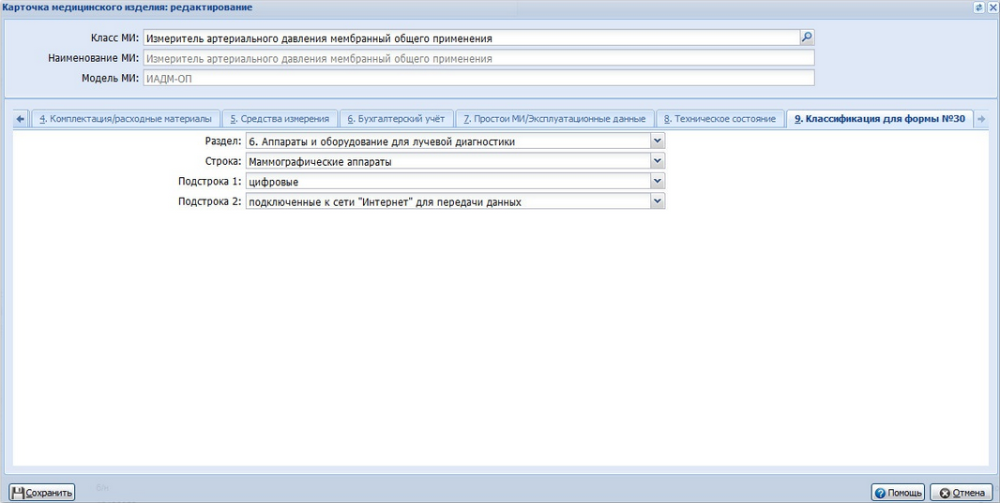 Карточка медицинского изделия: редактирование
Класс МИ: Измеритель артериального давления мембранный общего применения
Наименование МИ: Измеритель артериального давления мембранный общего применения
Модель МИ: ИАДМ-ОП
4. Комплектация/расходные материалы 5. Средства измерения 6. Бухгалтерский учёт 7. Простои МИ/Эксплуатационные данные 8. Техническое состояние 9. Классификация для формы №30
Раздел: 6. Аппараты и оборудование для лучевой диагностики
Строка: Маммографические аппараты
Подстрока 1: цифровые
Подстрока 2: подключенные к сети "Интернет" для передачи данных
Сохранить Помощь Отмена